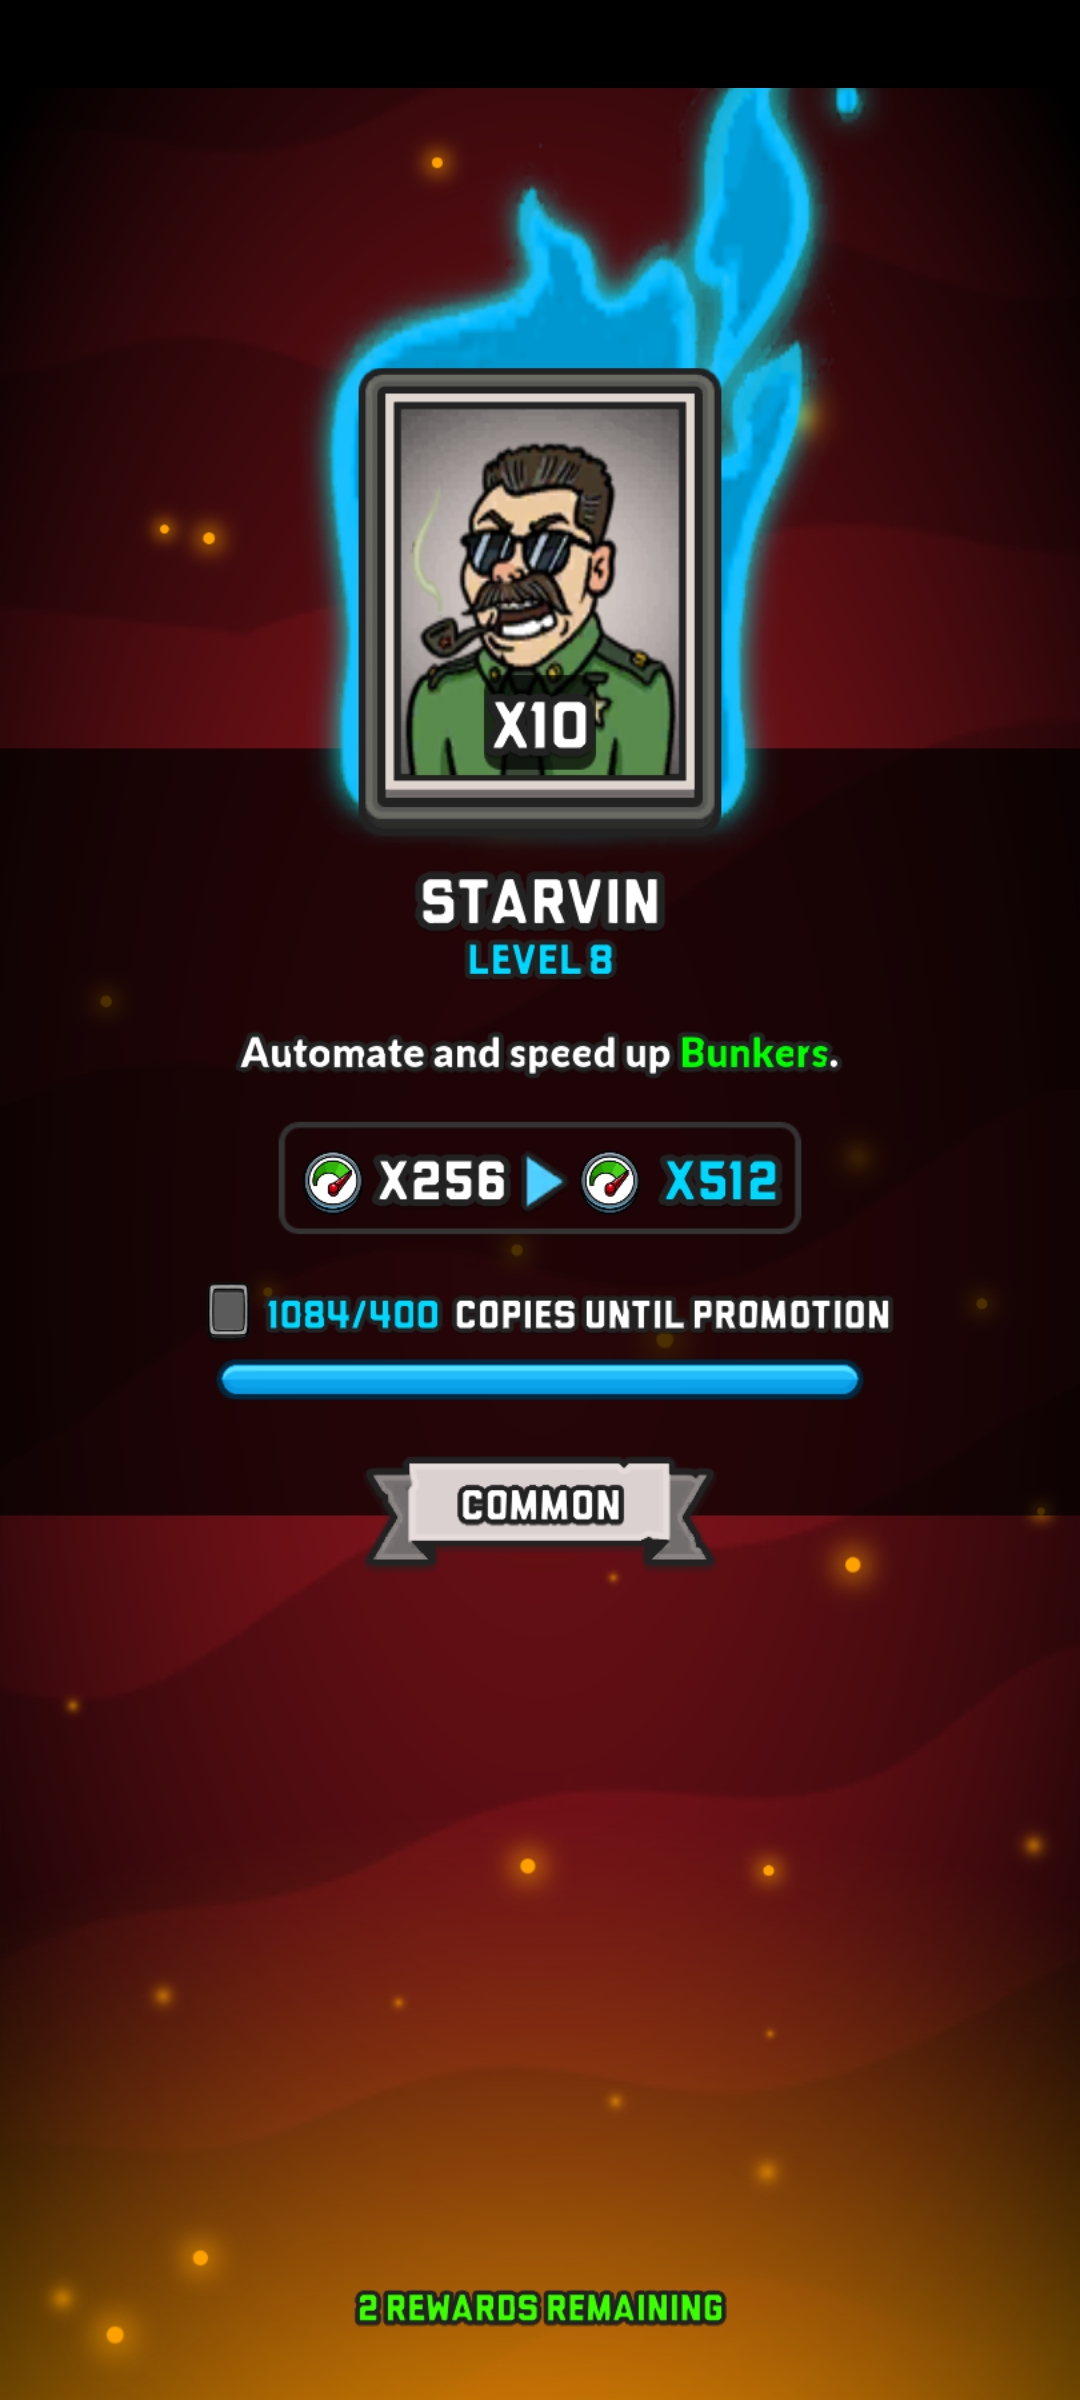 X10
STARVIN
LEVEL 8
Automate and speed up Bunkers.
X256 X512
1084/400 COPIES UNTIL PROMOTION
COMMON
2 REWARDS REMAINING